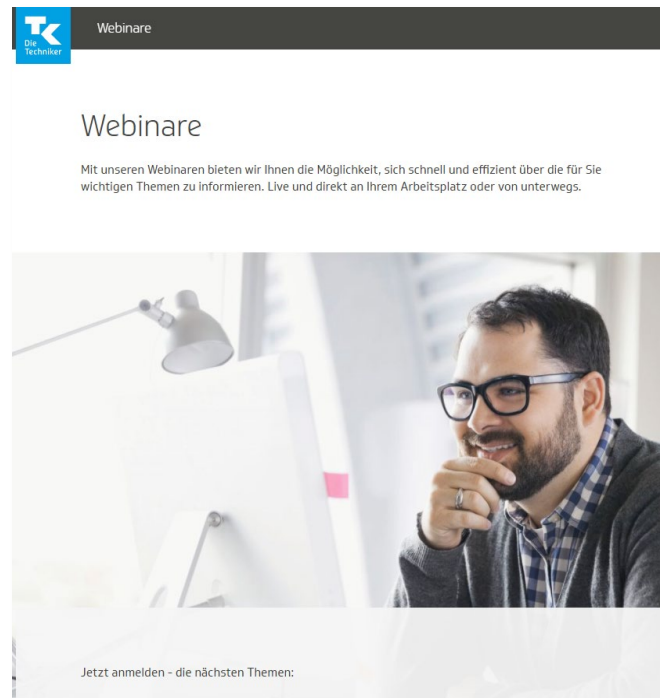 TK
Die
Techniker
Webinare
Webinare
Mit unseren Webinaren bieten wir Ihnen die Möglichkeit, sich schnell und effizient über die für Sie
wichtigen Themen zu informieren. Live und direkt an Ihrem Arbeitsplatz oder von unterwegs.
Jetzt anmelden - die nächsten Themen: